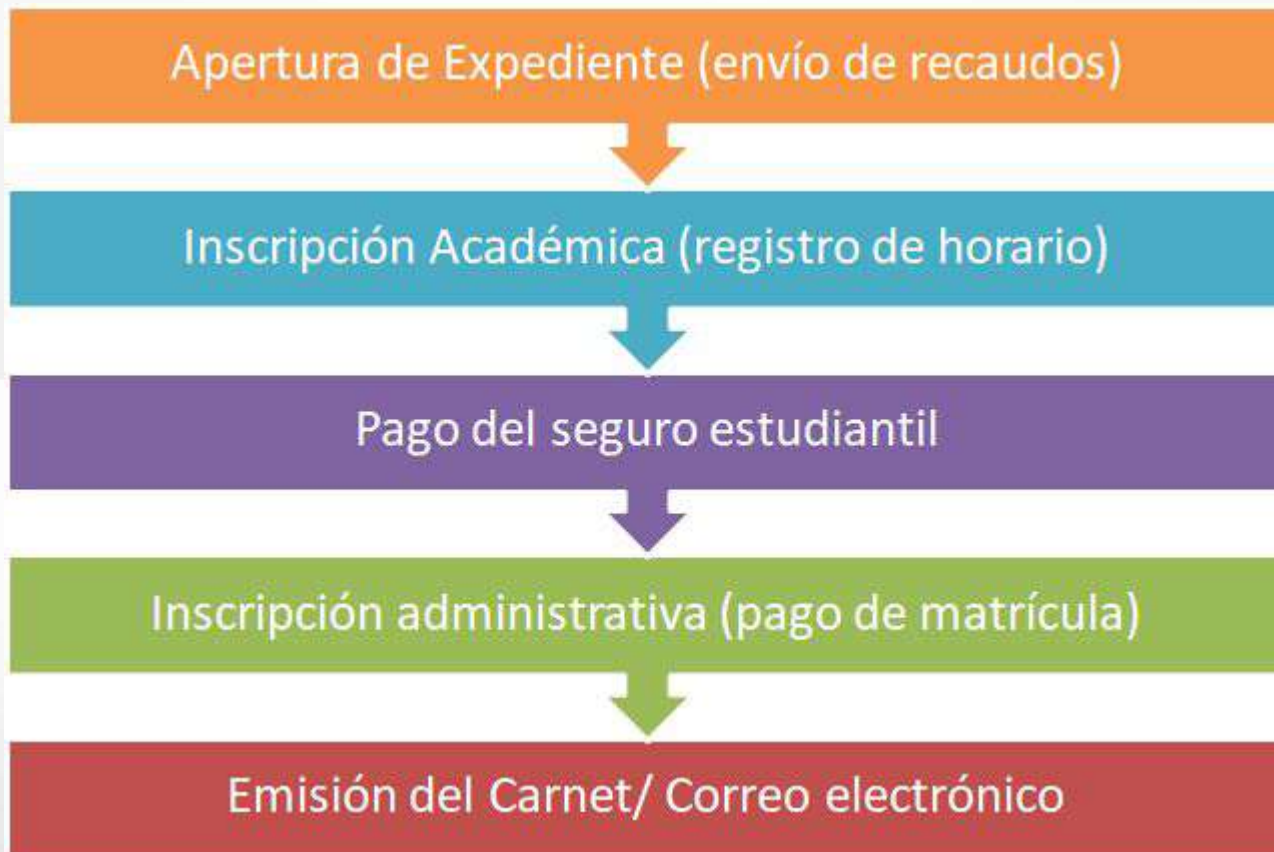 Apertura de Expediente (envío de recaudos)
Inscripción Académica (registro de horario)
Pago del seguro estudiantil
Inscripción administrativa (pago de matrícula)
Emisión del Carnet/ Correo electrónico